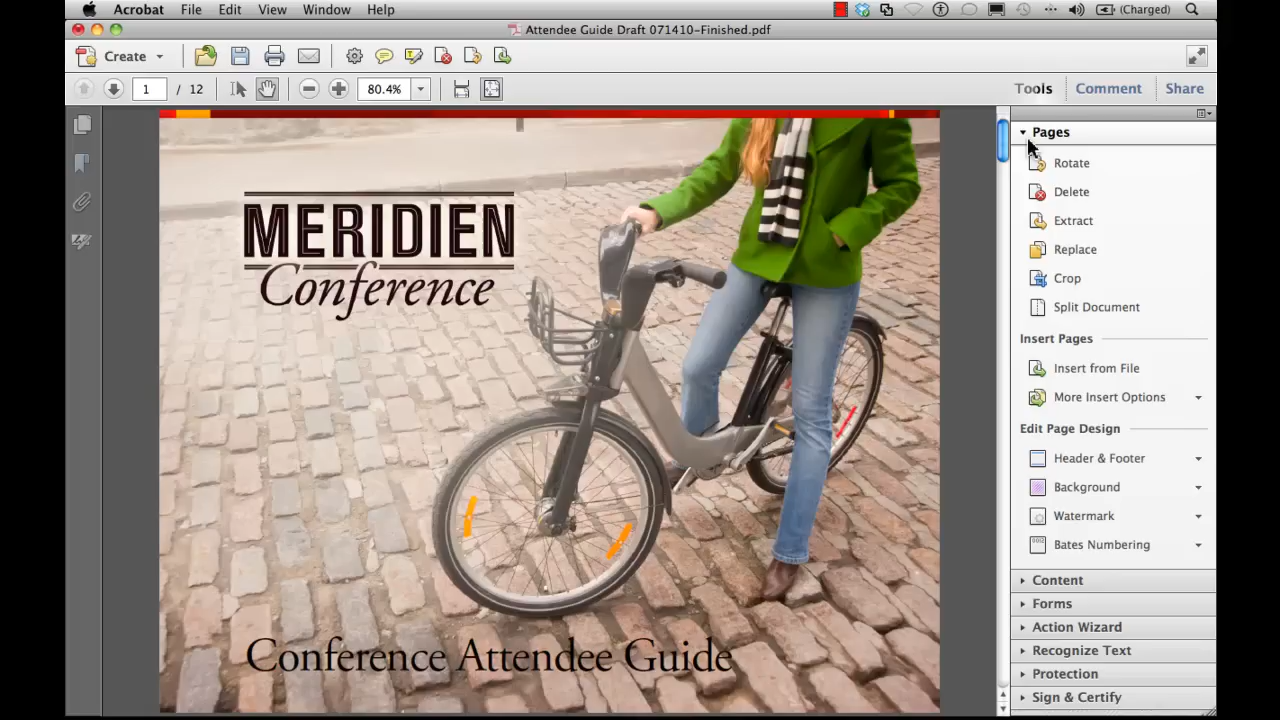 Acrobat File Edit View Window Help (Charged)
Attendee Guide Draft 071410-Finished.pdf
Create
1 / 12 80.4% Tools Comment Share
Pages
Rotate
Delete
Extract
Replace
Crop
Split Document
Insert Pages
Insert from File
More Insert Options
Edit Page Design
Header & Footer
Background
Watermark
Bates Numbering
Content
Forms
Action Wizard
Recognize Text
Protection
Sign & Certify
MERIDIEN
Conference
Conference Attendee Guide